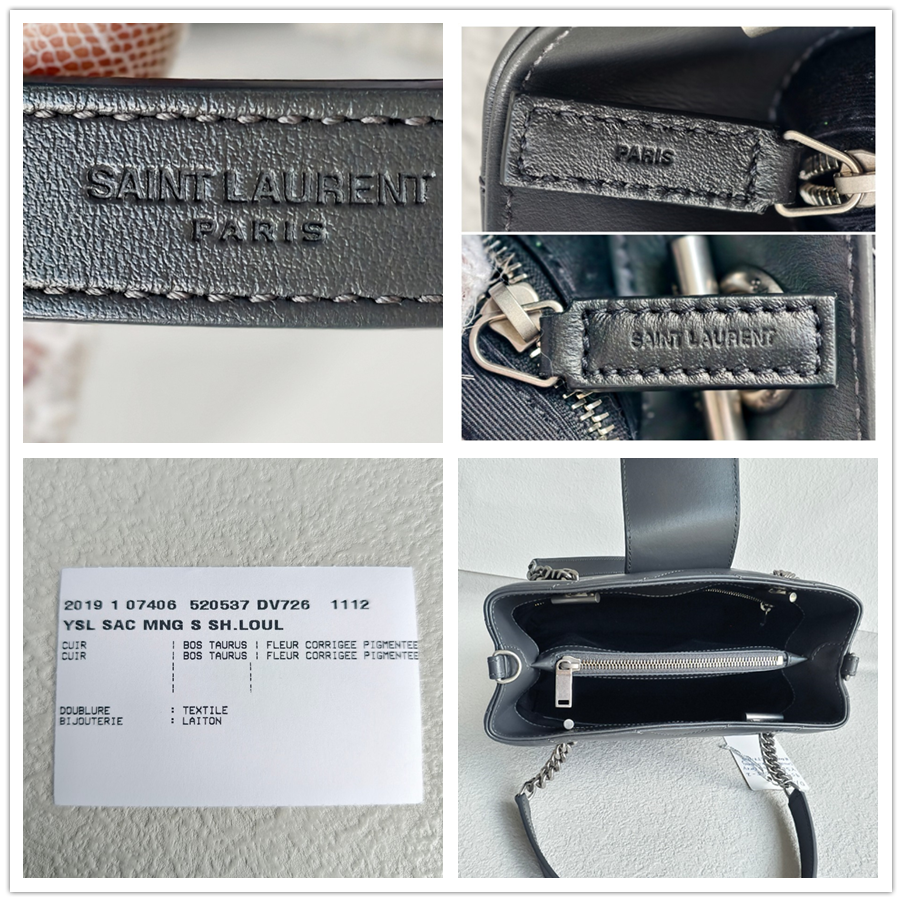 SAINT LAURENT
PARIS
PARIS
SAINT LAURENT
2019 1 07406 520537 DV726 1112
YSL SAC MNG S SH.LOUL
CUIR | BOS TAURUS | FLEUR CORRIGEE PIGMENTEE
CUIR | BOS TAURUS | FLEUR CORRIGEE PIGMENTEE
DOUBLURE : TEXTILE
BIJOUTERIE : LAITON